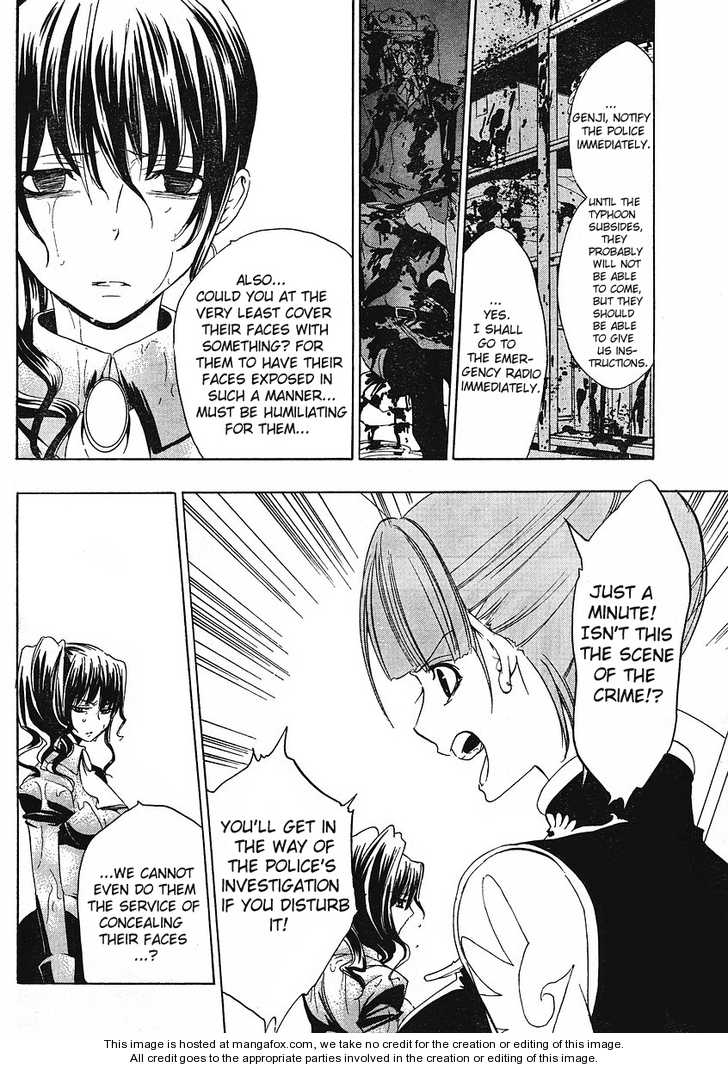 ...
GENJI, NOTIFY
THE POLICE
IMMEDIATELY.
UNTIL THE
TYPHOON
SUBSIDES,
THEY
PROBABLY
WILL NOT
BE ABLE
TO COME,
BUT THEY
SHOULD
BE ABLE
TO GIVE
US INS-
TRUCTIONS.
...
YES.
I SHALL
GO TO
THE EMER-
GENCY RADIO
IMMEDIATELY.
ALSO...
COULD YOU AT THE
VERY LEAST COVER
THEIR FACES WITH
SOMETHING? FOR
THEM TO HAVE THEIR
FACES EXPOSED IN
SUCH A MANNER...
MUST BE HUMILIATING
FOR THEM...
JUST A
MINUTE!
ISN'T THIS
THE SCENE
OF THE
CRIME!?
YOU'LL GET IN
THE WAY OF
THE POLICE'S
INVESTIGATION
IF YOU DISTURB
IT!
...WE CANNOT
EVEN DO THEM
THE SERVICE OF
CONCEALING
THEIR FACES
...?
This image is hosted at mangafox.com, we take no credit for the creation or editing of this image.
All credit goes to the appropriate parties involved in the creation or editing of this image.